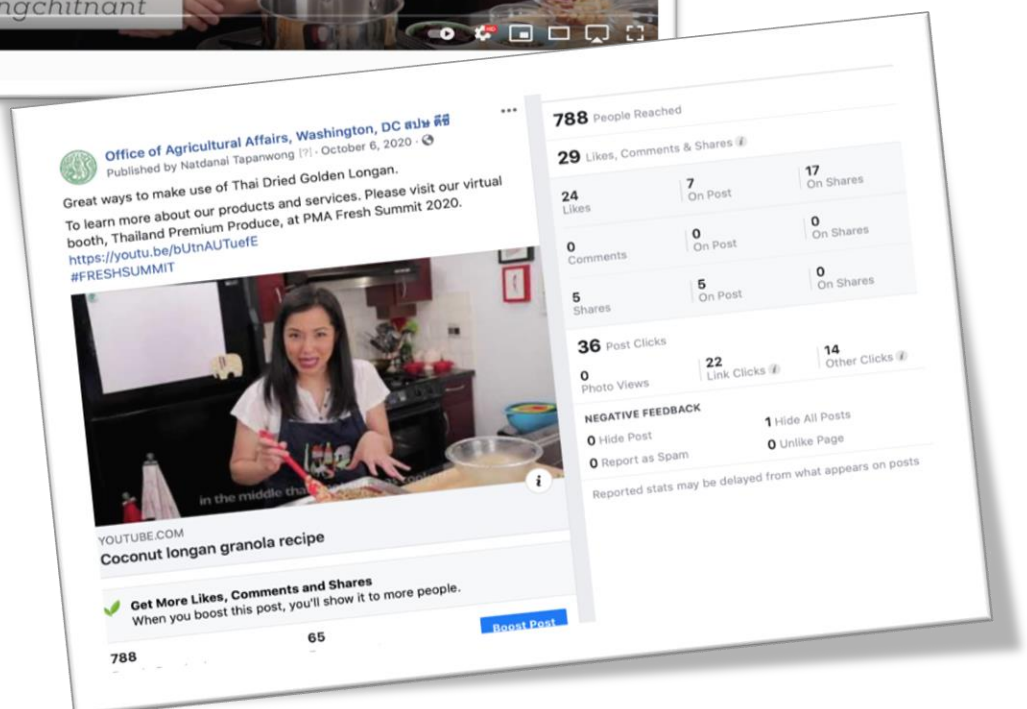 ngchitnant
Office of Agricultural Affairs, Washington, DC สปษ ดีซี
Published by Natdanai Tapanwong [?] · October 6, 2020 ·
Great ways to make use of Thai Dried Golden Longan.
To learn more about our products and services. Please visit our virtual
booth, Thailand Premium Produce, at PMA Fresh Summit 2020.
https://youtu.be/bUtnAUTuefE
#FRESHSUMMIT
in the middle
YOUTUBE.COM
Coconut longan granola recipe
Get More Likes, Comments and Shares
When you boost this post, you'll show it to more people.
788
65
Boost Post
788 People Reached
29 Likes, Comments & Shares
24 Likes
7 On Post
17 On Shares
0 Comments
0 On Post
0 On Shares
5 Shares
5 On Post
0 On Shares
36 Post Clicks
0 Photo Views
22 Link Clicks
14 Other Clicks
NEGATIVE FEEDBACK
0 Hide Post
1 Hide All Posts
0 Report as Spam
0 Unlike Page
Reported stats may be delayed from what appears on posts